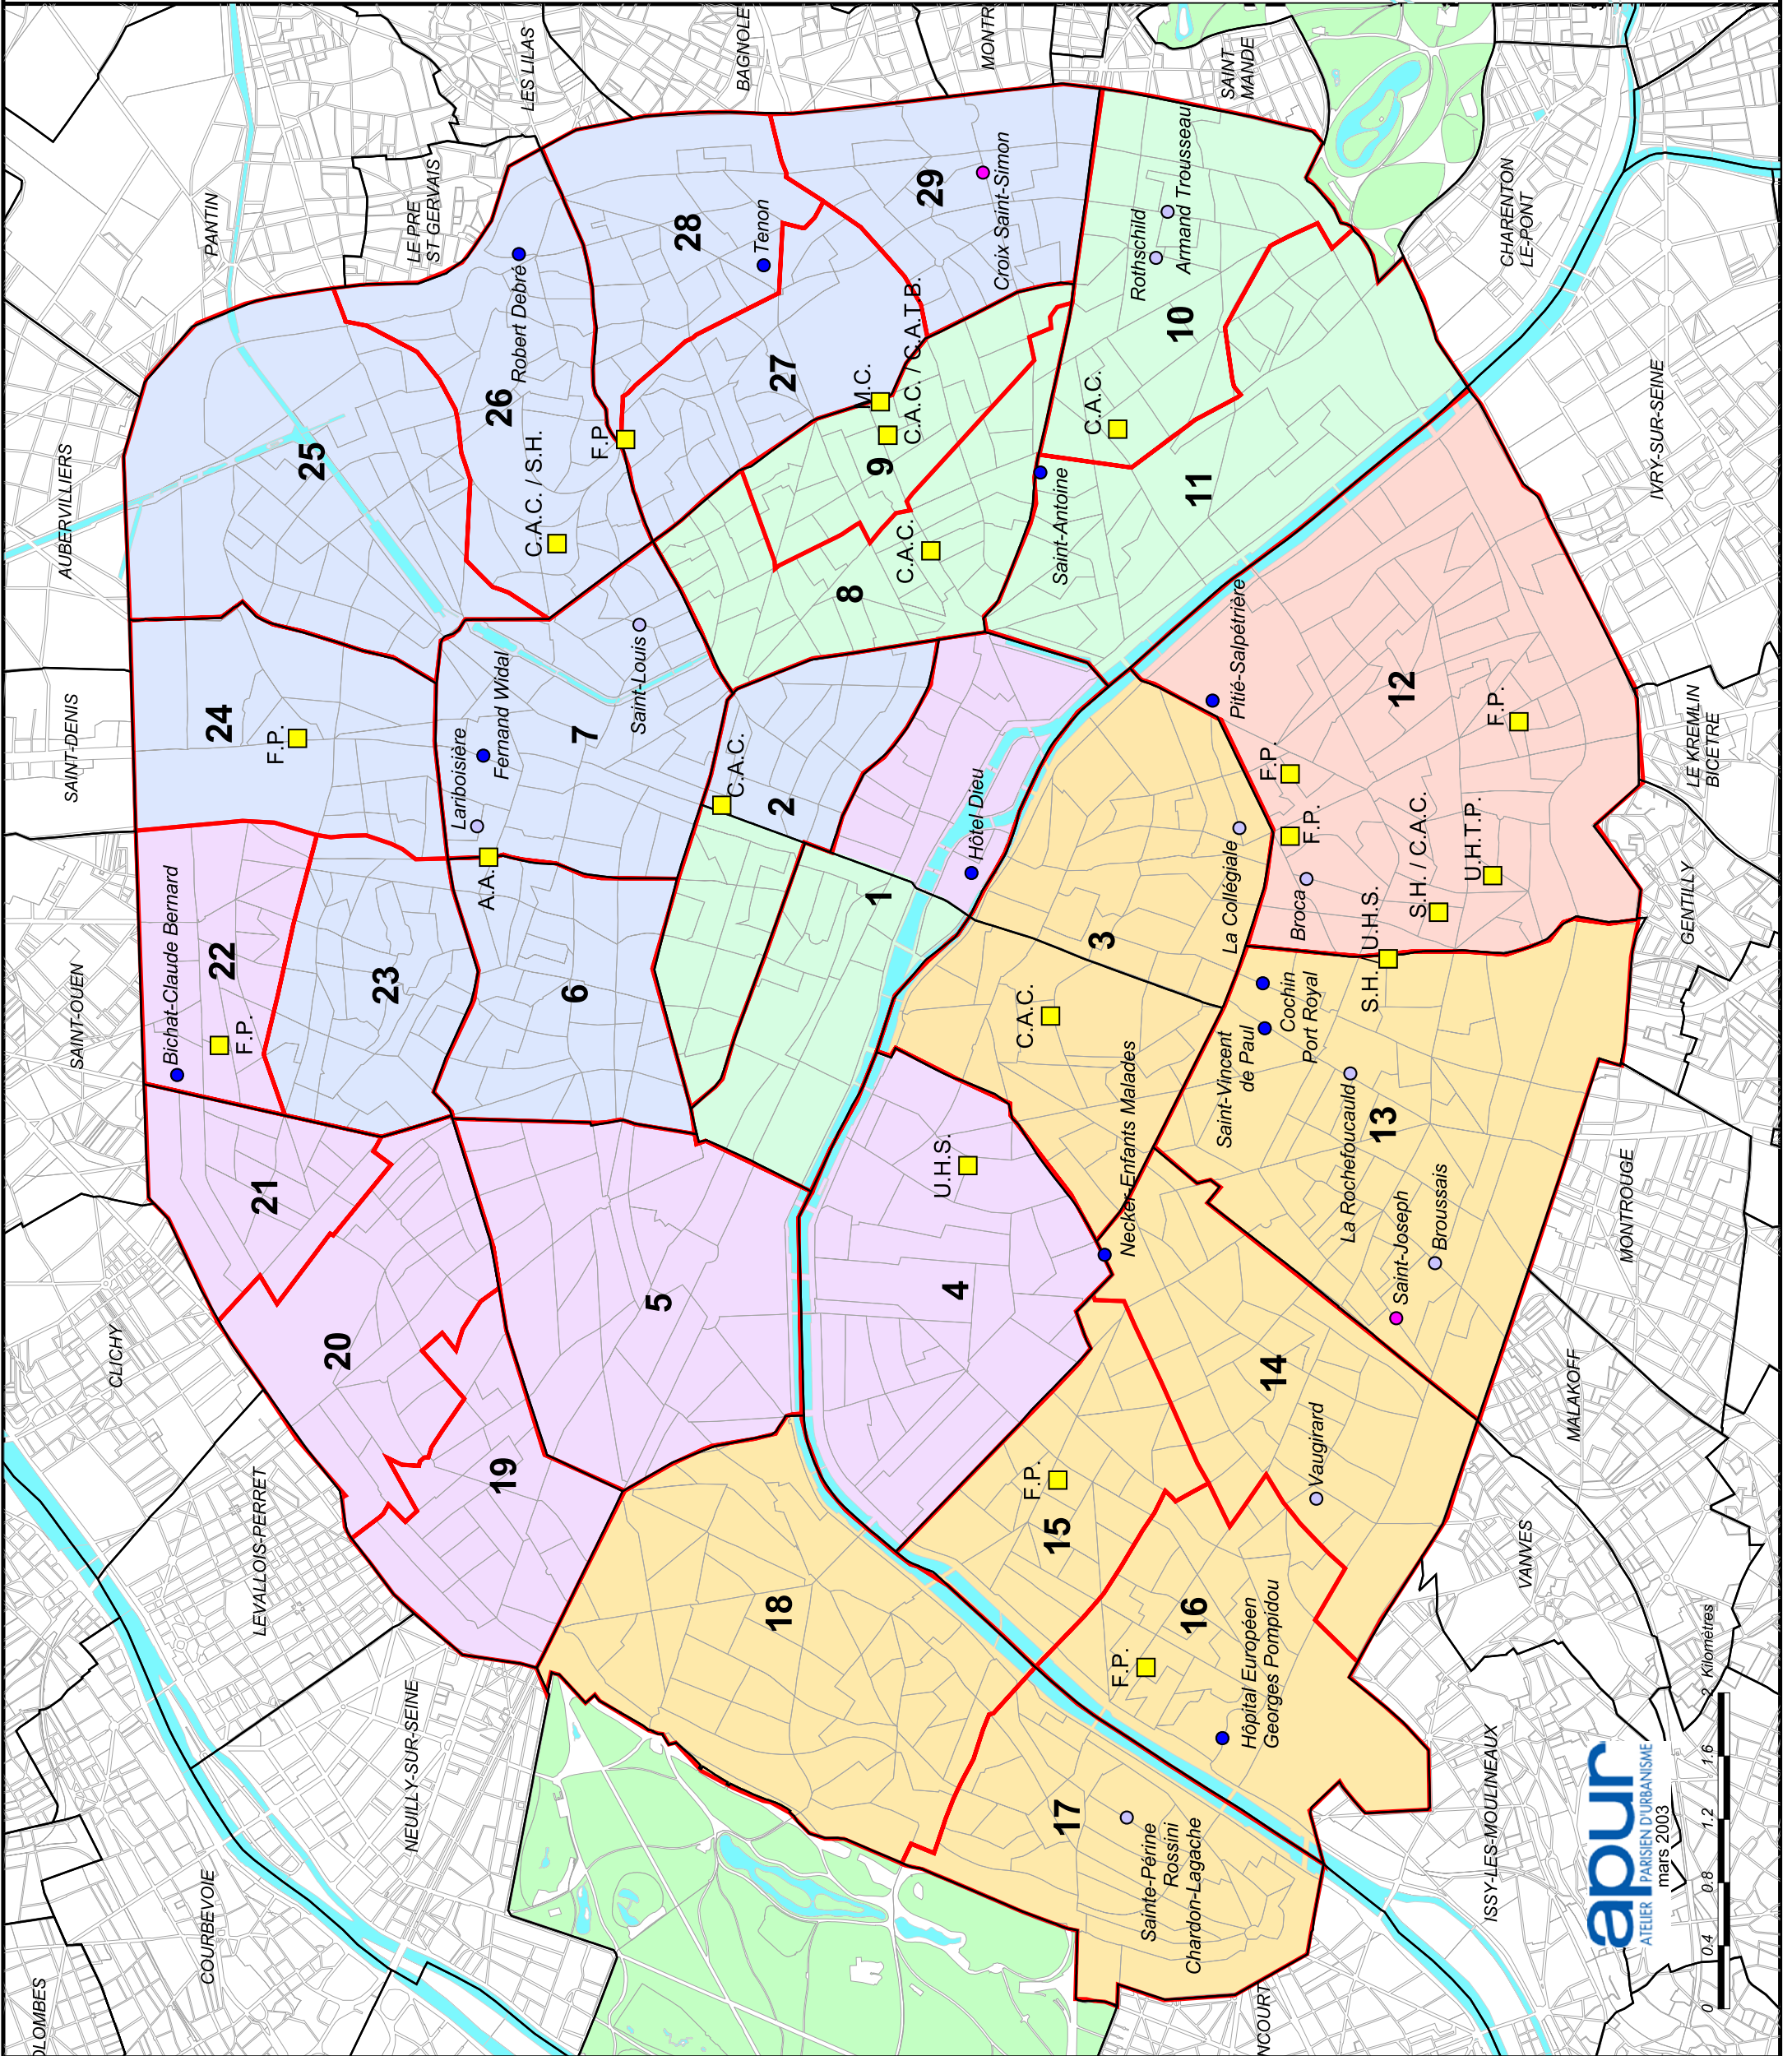 SAINT-DENIS
AUBERVILLIERS
SAINT-OUEN
CLICHY
OLOMBES
COURBEVOIE
LEVALLOIS-PERRET
NEUILLY-SUR-SEINE
PANTIN
LE PRE
ST GERVAIS
LES LILAS
BAGNOLE
MONTR
SAINT
MANDE
CHARENTON
LE-PONT
IVRY-SUR-SEINE
LE KREMLIN
BICETRE
GENTILLY
MONTROUGE
MALAKOFF
VANVES
ISSY-LES-MOULINEAUX
NCOURT
Bichat-Claude Bernard
22
F.P.
21
20
19
23
24
F.P.
25
26
Robert Debré
C.A.C. / S.H.
F.P.
28
Tenon
27
29
Croix Saint-Simon
M.C.
C.A.C. / C.A.T.B.
9
C.A.C.
8
Lariboisière
Fernand Widal
A.A.
7
Saint-Louis
6
5
C.A.C.
2
1
Hôtel Dieu
18
4
U.H.S.
3
C.A.C.
La Collégiale
Necker-Enfants Malades
Saint-Antoine
C.A.C.
10
Rothschild
Armand Trousseau
11
Pitié-Salpétrière
12
F.P.
F.P.
F.P.
Broca
S.H. / U.H.S.
S.H. / C.A.C.
U.H.T.P.
Saint-Vincent
de Paul
Cochin
Port Royal
La Rochefoucauld
13
Saint-Joseph
Broussais
14
Vaugirard
15
F.P.
16
F.P.
Hôpital Européen
Georges Pompidou
17
Sainte-Périne
Rossini
Chardon-Lagache
apur
ATELIER PARISIEN D'URBANISME
mars 2003
0 0.4 0.8 1.2 1.6 2 Kilomètres